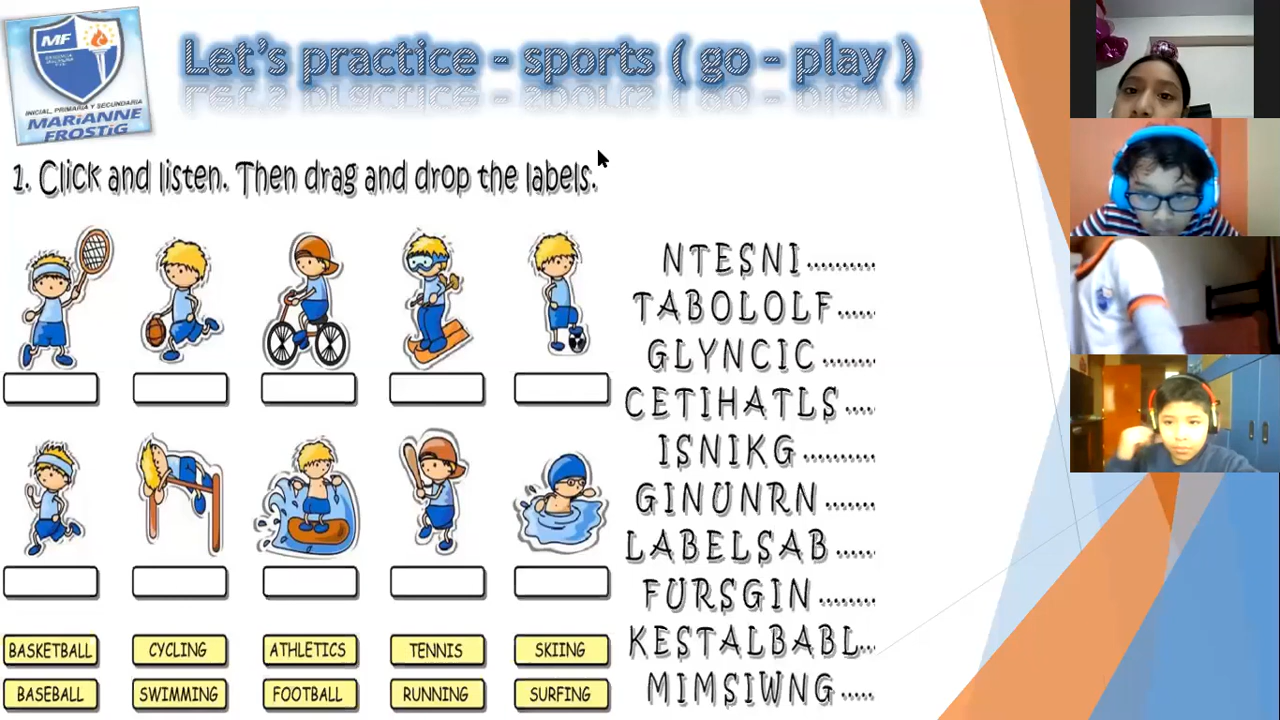 MF
INICIAL, PRIMARIA Y SECUNDARIA
MARIANNE
FROSTIG
Let's practice - sports ( go - play )
1. Click and listen. Then drag and drop the labels.
NTESNI..........
TABOLOLF.....
GLYNCIC.......
CETIHATLS....
ISNIKG..........
GINUNRN.......
LABELSAB.....
FURSGIN........
KESTALBABL..
MIMSIWNG.....
BASKETBALL CYCLING ATHLETICS TENNIS SKIING
BASEBALL SWIMMING FOOTBALL RUNNING SURFING